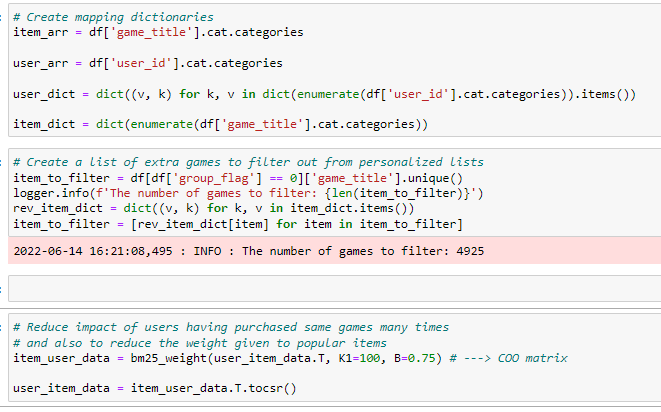 # Create mapping dictionaries
item_arr = df['game_title'].cat.categories
user_arr = df['user_id'].cat.categories
user_dict = dict((v, k) for k, v in dict(enumerate(df['user_id'].cat.categories)).items())
item_dict = dict(enumerate(df['game_title'].cat.categories))
# Create a list of extra games to filter out from personalized lists
item_to_filter = df[df['group_flag'] == 0]['game_title'].unique()
logger.info(f'The number of games to filter: {len(item_to_filter)}')
rev_item_dict = dict((v, k) for k, v in item_dict.items())
item_to_filter = [rev_item_dict[item] for item in item_to_filter]
2022-06-14 16:21:08,495 : INFO : The number of games to filter: 4925
# Reduce impact of users having purchased same games many times
# and also to reduce the weight given to popular items
item_user_data = bm25_weight(user_item_data.T, K1=100, B=0.75) # ---> COO matrix
user_item_data = item_user_data.T.tocsr()